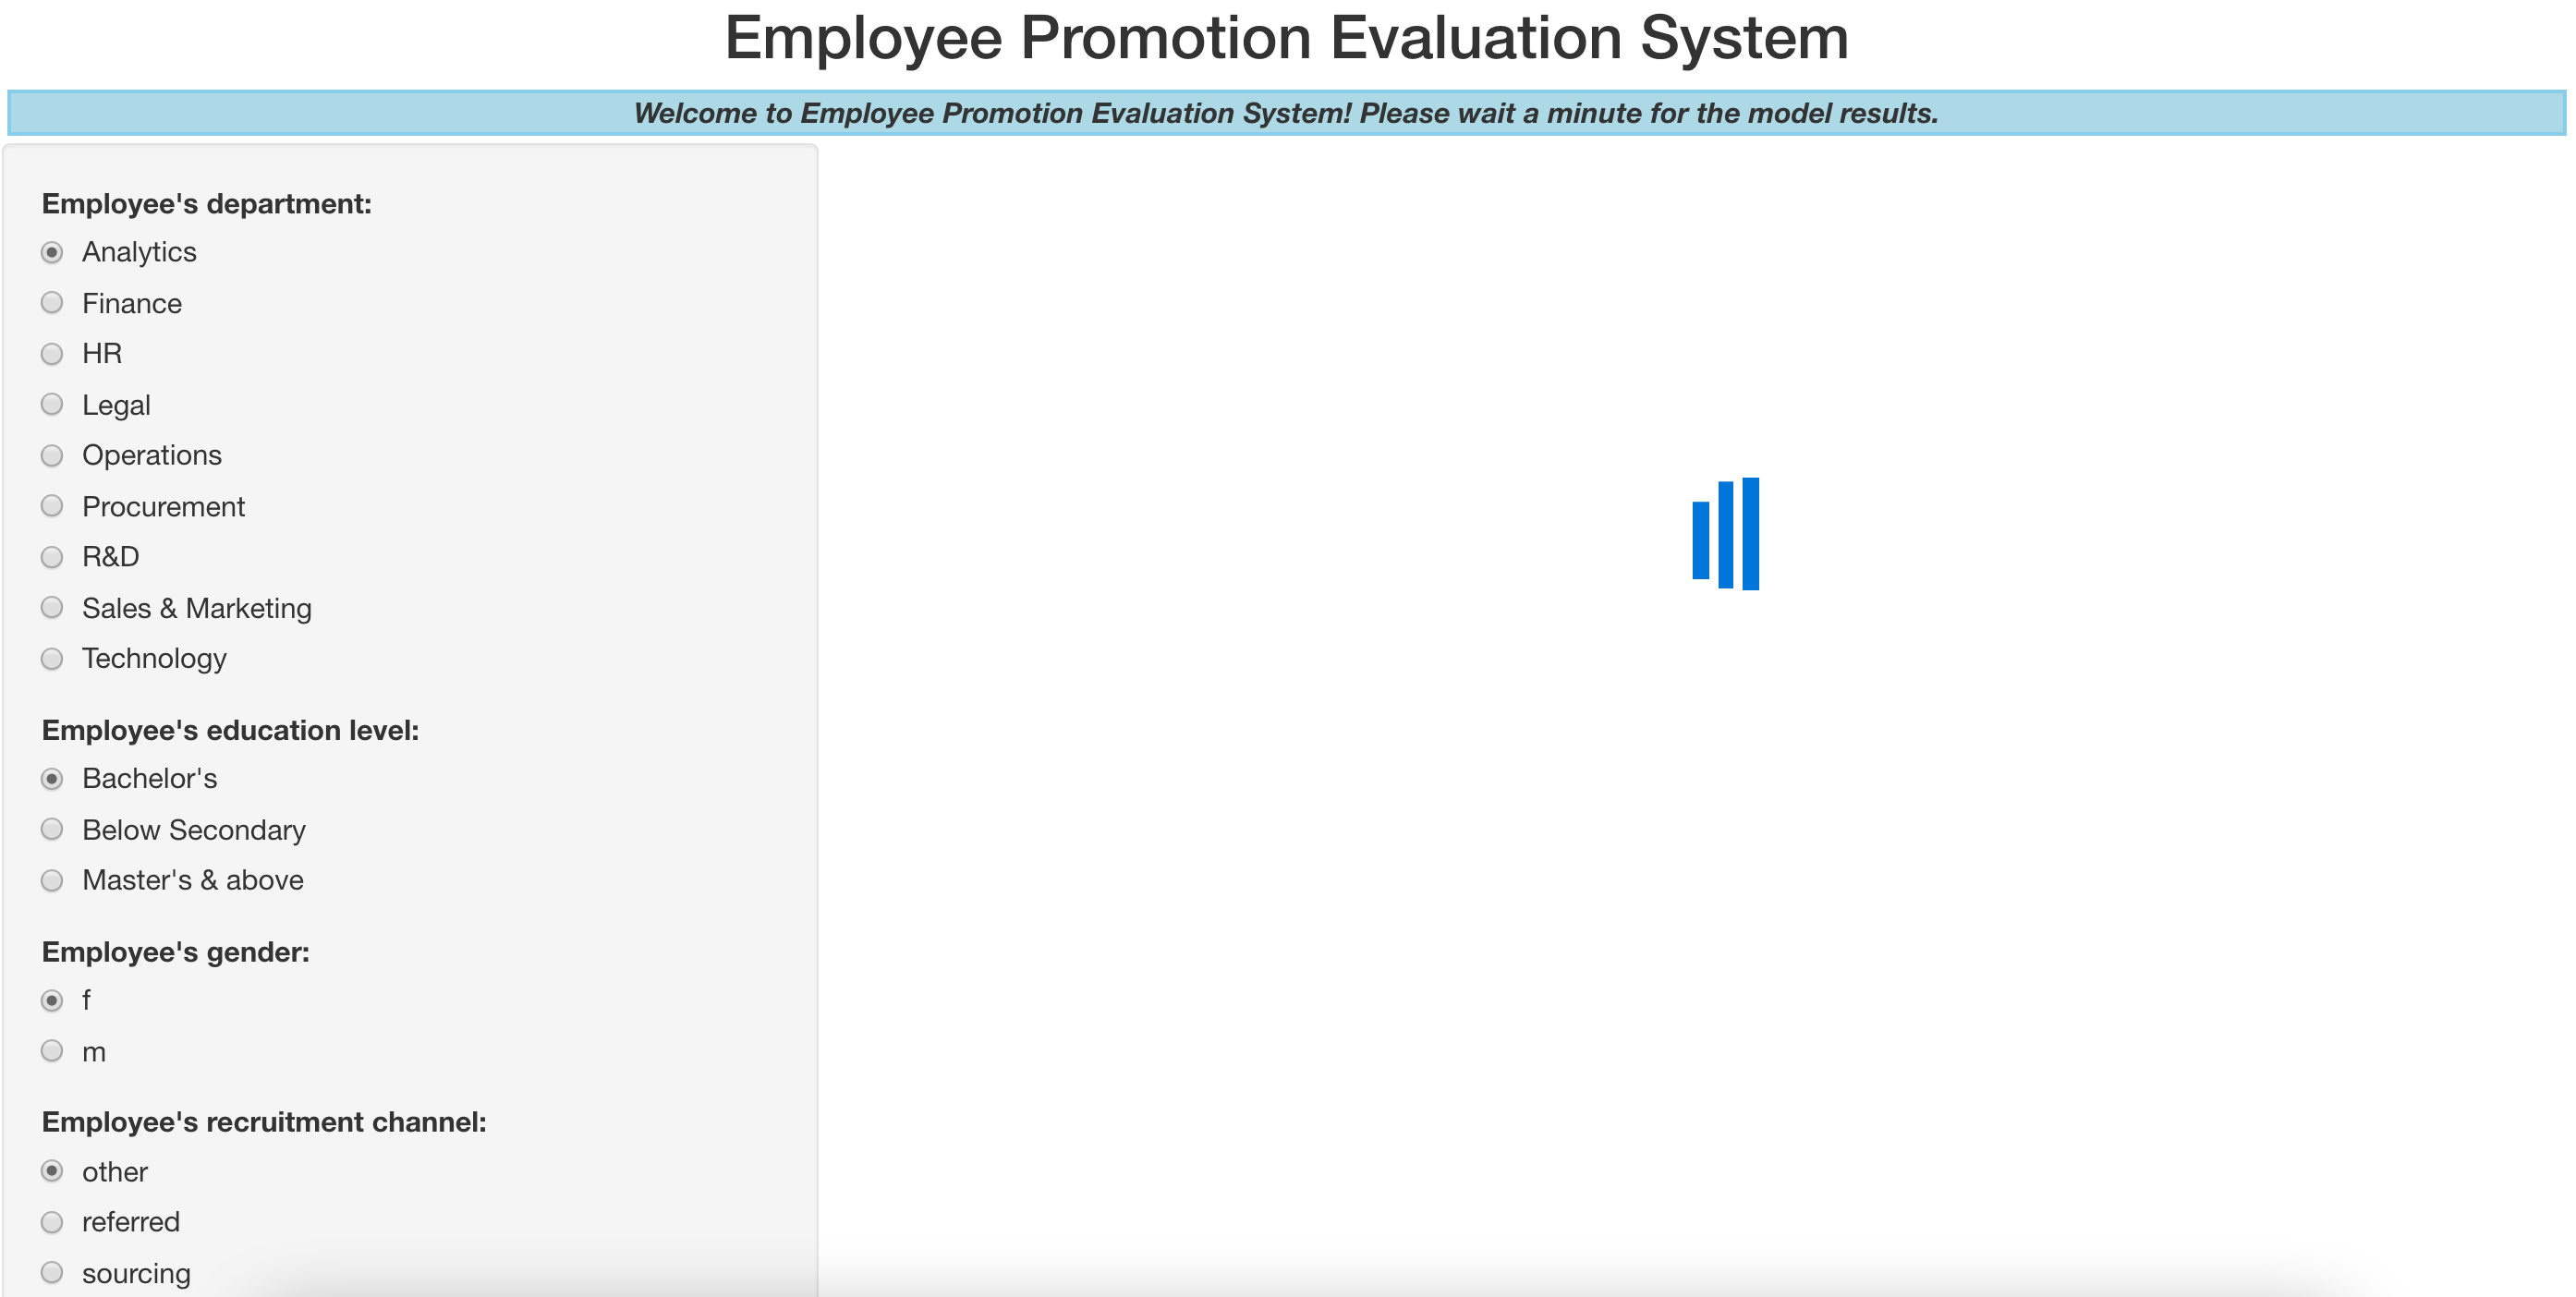 Employee Promotion Evaluation System
Welcome to Employee Promotion Evaluation System! Please wait a minute for the model results.
Employee's department:
Analytics
Finance
HR
Legal
Operations
Procurement
R&D
Sales & Marketing
Technology
Employee's education level:
Bachelor's
Below Secondary
Master's & above
Employee's gender:
f
m
Employee's recruitment channel:
other
referred
sourcing